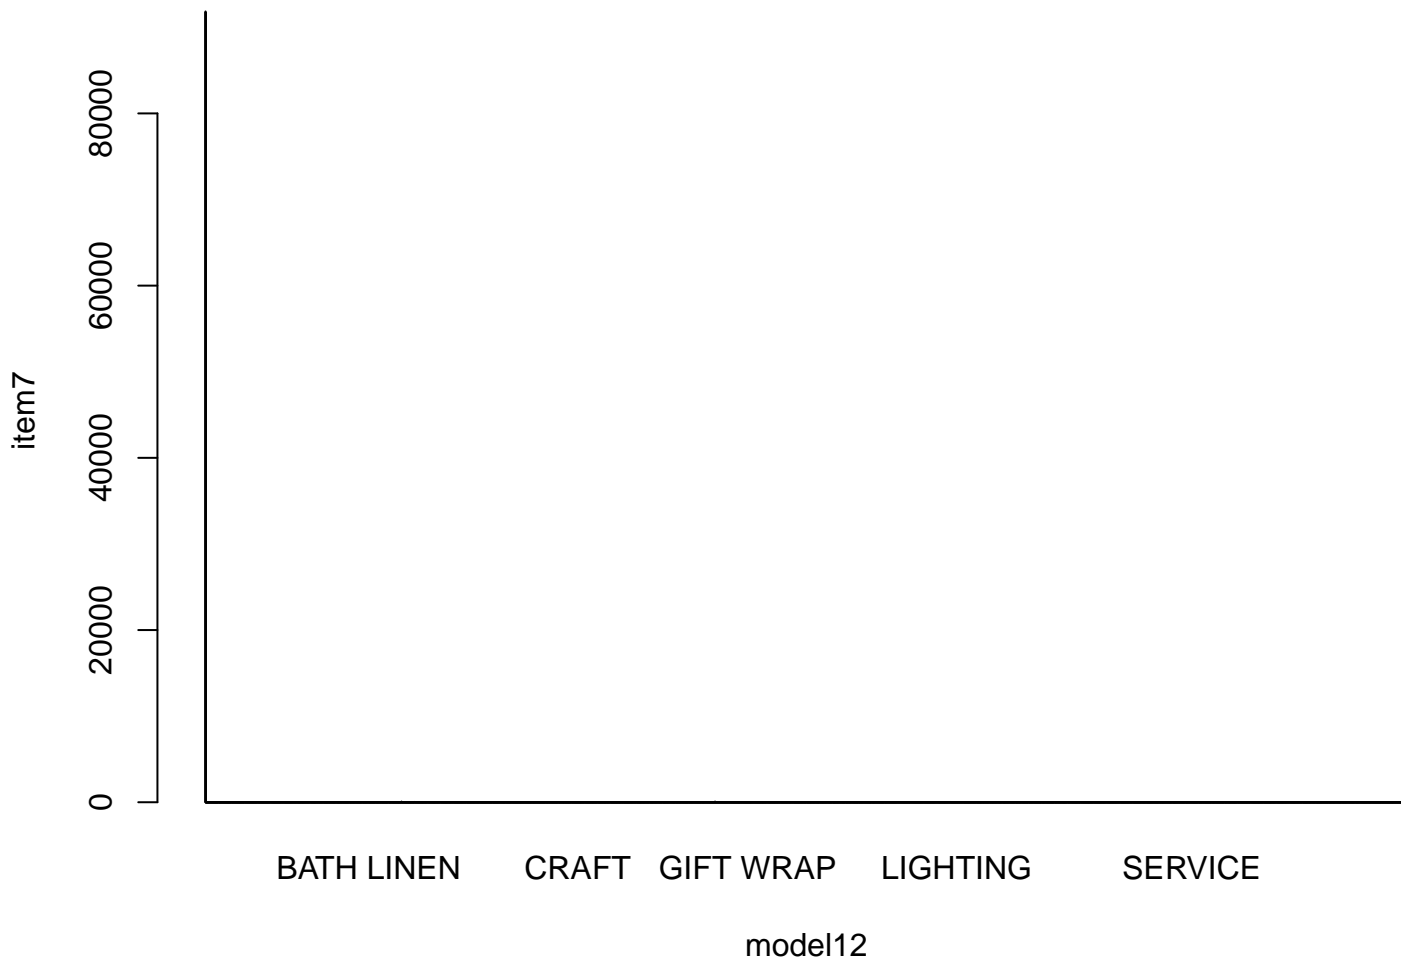 80000
60000
40000
20000
0
item7
BATH LINEN CRAFT GIFT WRAP LIGHTING SERVICE
model12